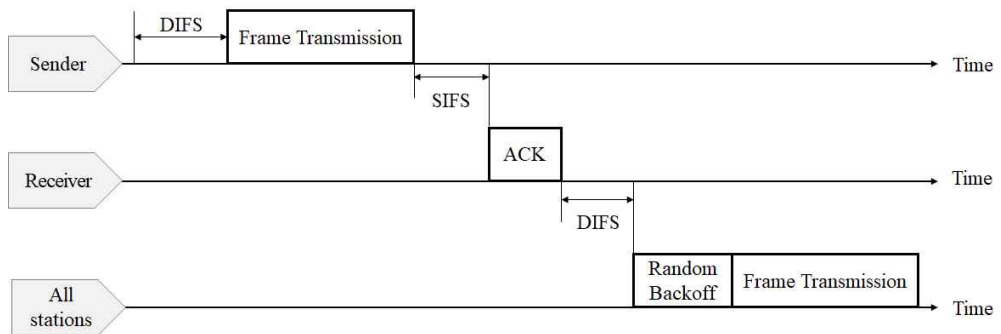 DIFS
Frame Transmission
Sender
Time
SIFS
ACK
Receiver
Time
DIFS
Random
Backoff
Frame Transmission
All
stations
Time